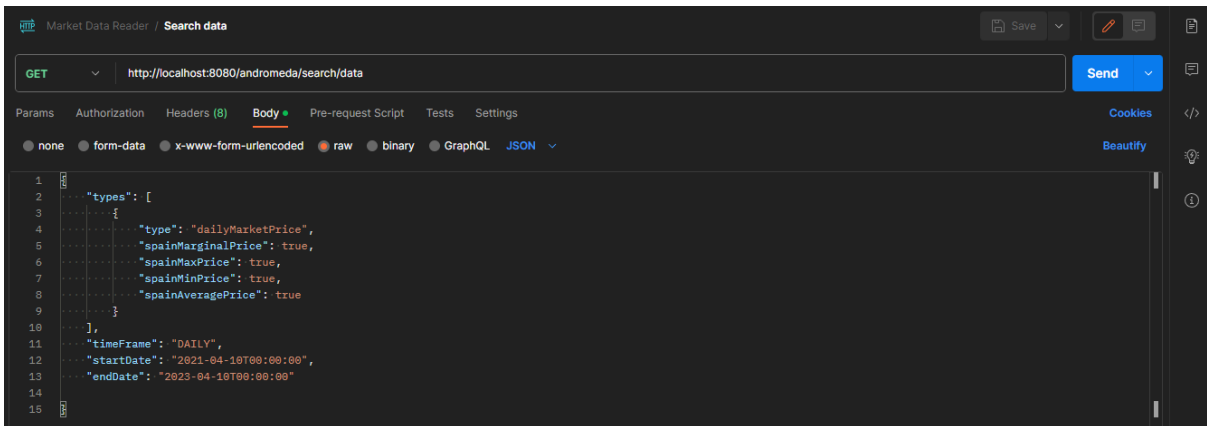 HTTP Market Data Reader / Search data Save
GET http://localhost:8080/andromeda/search/data Send
Params Authorization Headers (8) Body Pre-request Script Tests Settings Cookies
none form-data x-www-form-urlencoded raw binary GraphQL JSON Beautify
1 {
2 "types": [
3 {
4 "type": "dailyMarketPrice",
5 "spainMarginalPrice": true,
6 "spainMaxPrice": true,
7 "spainMinPrice": true,
8 "spainAveragePrice": true
9 }
10 ],
11 "timeFrame": "DAILY",
12 "startDate": "2021-04-10T00:00:00",
13 "endDate": "2023-04-10T00:00:00"
14
15 }